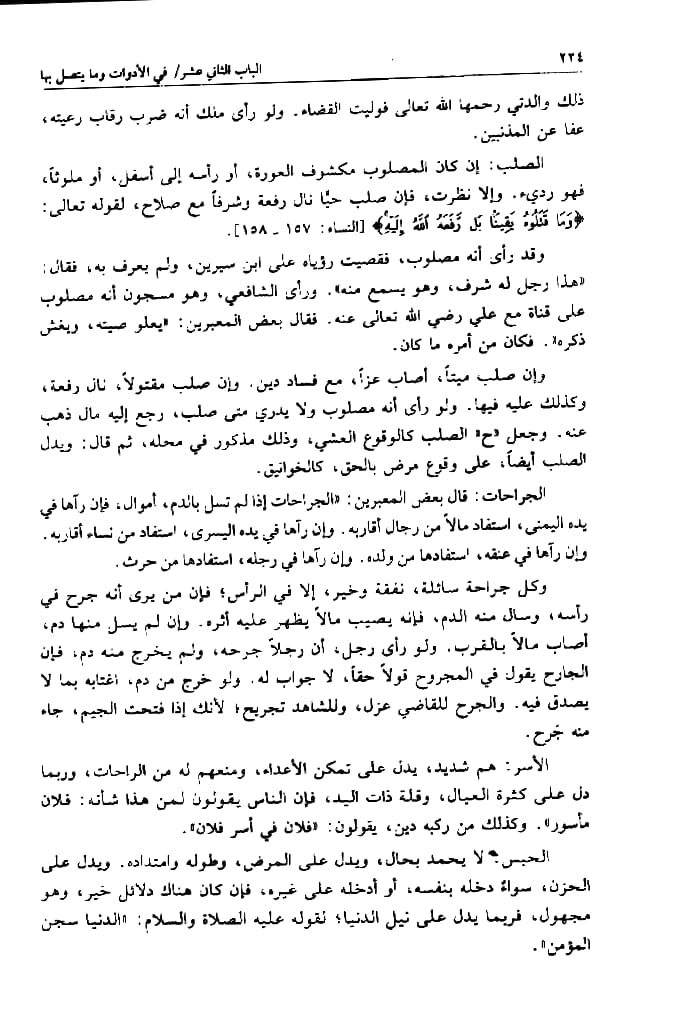 ٢٣٤
الباب الثاني عشر/ في الأدوات وما يتصل بها
ذلك والدتي رحمها الله تعالى فوليت القضاء. ولو رأى ملك أنه ضرب رقاب رعيته،
عفا عن المذنبين.
الصلب: إن كان المصلوب مكشوف العورة، أو رأسه إلى أسفل، أو ملوثاً،
فهو رديء. وإلا نظرت، فإن صلب حيًّا نال رفعة وشرفاً مع صلاح، لقوله تعالى:
﴿وَمَا قَتَلُوهُ يَقِينًا بَل رَّفَعَهُ اللَّهُ إِلَيْهِ﴾ [النساء: ١٥٧ ـ ١٥٨].
وقد رأى أنه مصلوب، فقصيت رؤياه على ابن سيرين، ولم يعرف به، فقال:
«هذا رجل له شرف، وهو يسمع منه». ورأى الشافعي، وهو مسجون أنه مصلوب
على قناة مع علي رضي الله تعالى عنه. فقال بعض المعبرين: «يعلو صيته، ويغش
ذكره». فكان من أمره ما كان.
وإن صلب ميتاً، أصاب عزاً، مع فساد دين. وإن صلب مقتولاً، نال رفعة،
وكذلك عليه فيها. ولو رأى أنه مصلوب ولا يدري متى صلب، رجع إليه مال ذهب
عنه. وجعل «ح» الصلب كالوقوع العشي، وذلك مذكور في محله، ثم قال: ويدل
الصلب أيضاً، على وقوع مرض بالحق، كالخوانيق.
الجراحات: قال بعض المعبرين: «الجراحات إذا لم تسل بالدم، أموال، فإن رآها في
يده اليمنى، استفاد مالاً من رجال أقاربه. وإن رآها في يده اليسرى، استفاد من نساء أقاربه.
وإن رآها في عنقه، استفادها من ولده. وإن رآها في رجله، استفادها من حرث.
وكل جراحة سائلة، نفقة وخير، إلا في الرأس؛ فإن من يرى أنه جرح في
رأسه، وسال منه الدم، فإنه يصيب مالاً يظهر عليه أثره. وإن لم يسل منها دم،
أصاب مالاً بالقرب. ولو رأى رجل، أن رجلاً جرحه، ولم يخرج منه دم، فإن
الجارح يقول في المجروح قولاً حقاً، لا جواب له. ولو خرج من دم، اغتابه بما لا
يصدق فيه. والجرح للقاضي عزل، وللشاهد تجريح؛ لأنك إذا فتحت الجيم، جاء
منه جَرح.
الأسر: هم شديد، يدل على تمكن الأعداء، ومنعهم له من الراحات، وربما
دل على كثرة العيال، وقلة ذات اليد، فإن الناس يقولون لمن هذا شأنه: فلان
مأسور». وكذلك من ركبه دين، يقولون: «فلان في أسر فلان».
الحبس: لا يحمد بحال، ويدل على المرض، وطوله وامتداده. ويدل على
الحزن، سواءٌ دخله بنفسه، أو أدخله على غيره، فإن كان هناك دلائل خير، وهو
مجهول، فربما يدل على نيل الدنيا؛ لقوله عليه الصلاة والسلام: «الدنيا سجن
المؤمن».